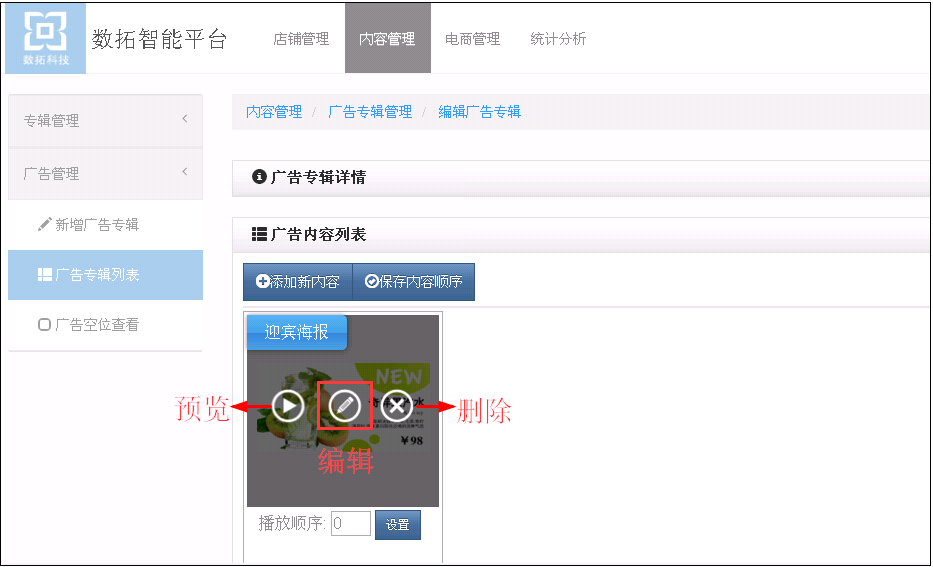 数拓科技
数拓智能平台
店铺管理 内容管理 电商管理 统计分析
专辑管理
广告管理
新增广告专辑
广告专辑列表
广告空位查看
内容管理 / 广告专辑管理 / 编辑广告专辑
广告专辑详情
广告内容列表
添加新内容 保存内容顺序
迎宾海报
NEW
¥98
预览
删除
编辑
播放顺序: 0 设置